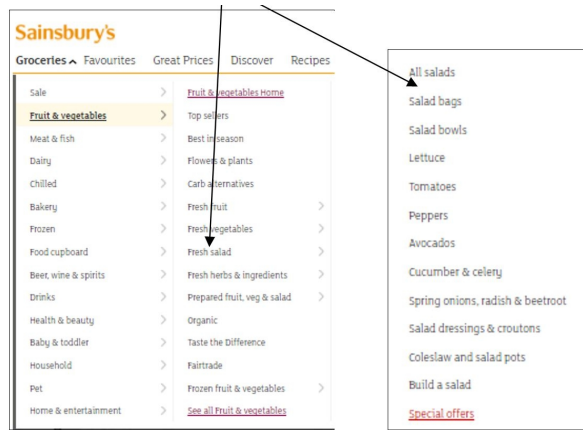 Sainsbury's
Groceries Favourites Great Prices Discover Recipes
Sale
Fruit & vegetables
Meat & fish
Dairy
Chilled
Bakery
Frozen
Food cupboard
Beer, wine & spirits
Drinks
Health & beauty
Baby & toddler
Household
Pet
Home & entertainment
Fruit & vegetables Home
Top sellers
Best in season
Flowers & plants
Carb alternatives
Fresh fruit
Fresh vegetables
Fresh salad
Fresh herbs & ingredients
Prepared fruit, veg & salad
Organic
Taste the Difference
Fairtrade
Frozen fruit & vegetables
See all Fruit & vegetables
All salads
Salad bags
Salad bowls
Lettuce
Tomatoes
Peppers
Avocados
Cucumber & celery
Spring onions, radish & beetroot
Salad dressings & croutons
Coleslaw and salad pots
Build a salad
Special offers